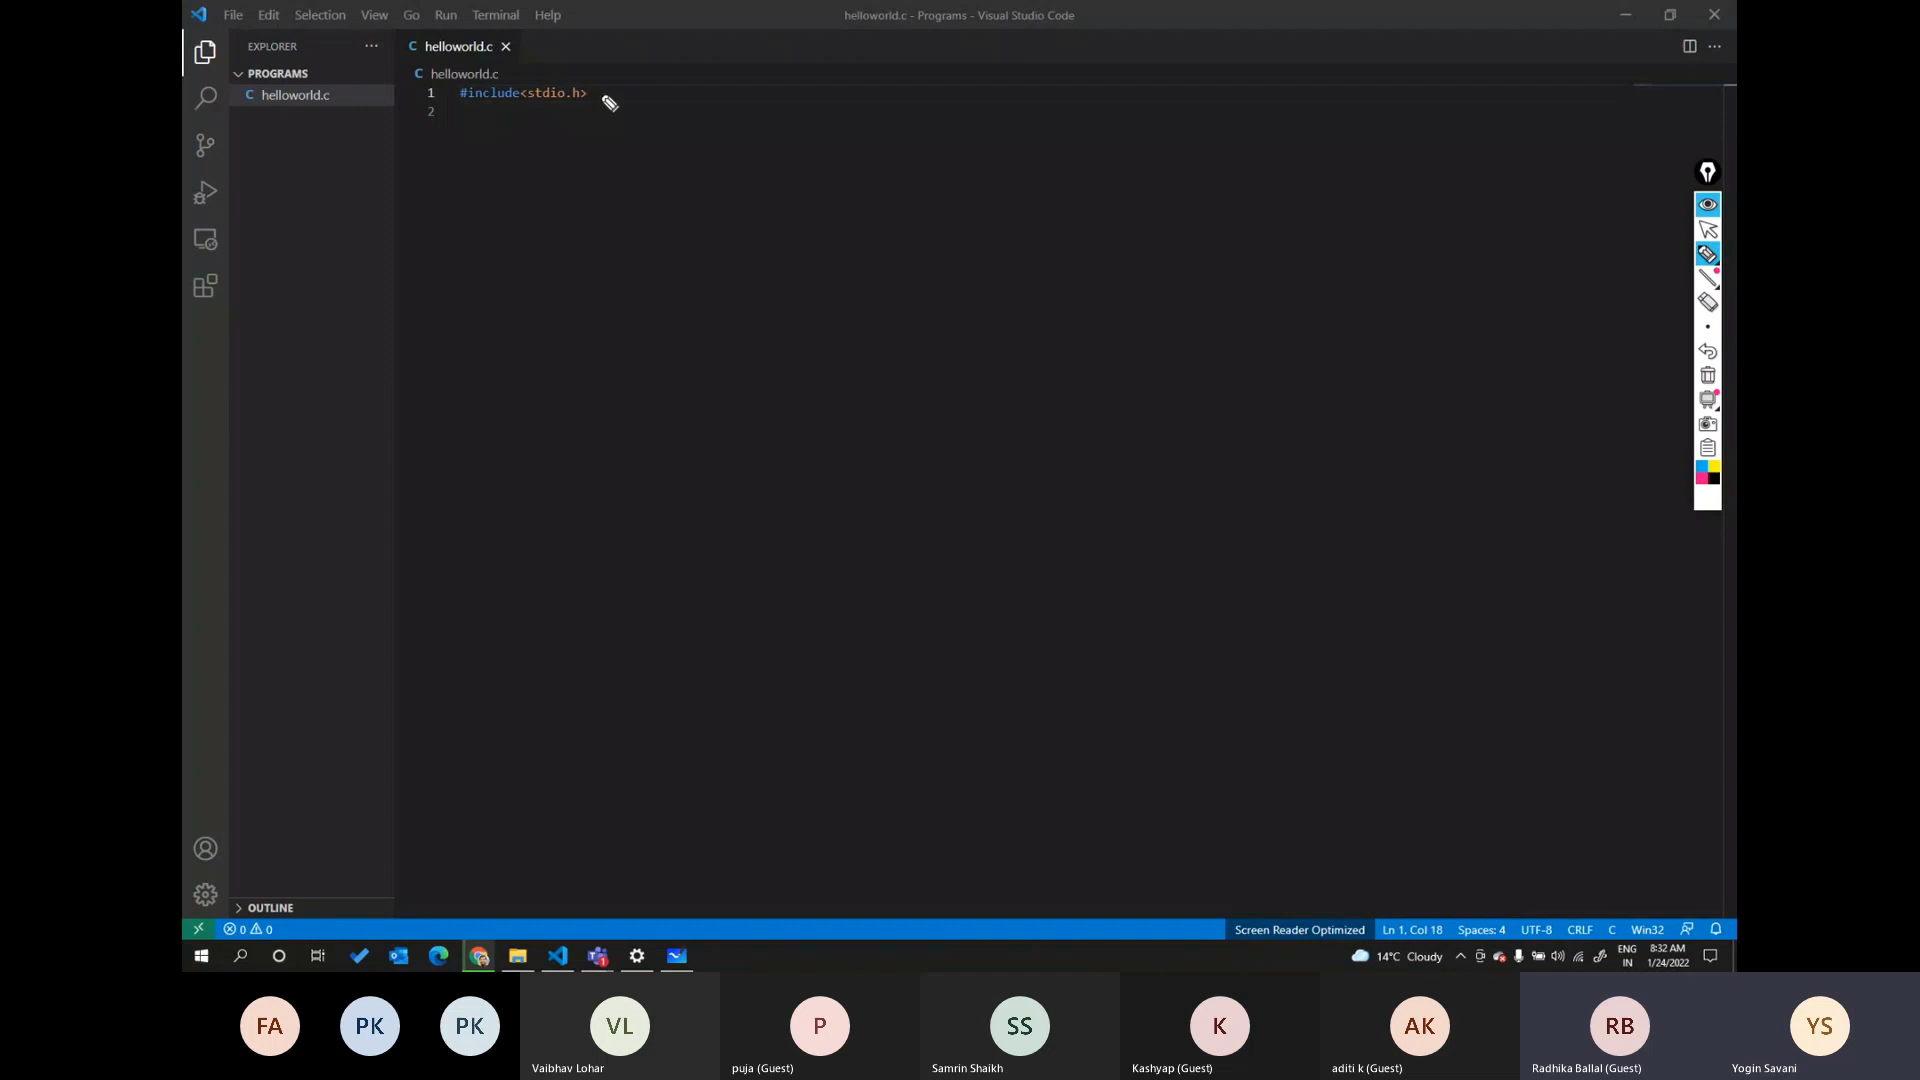 File Edit Selection View Go Run Terminal Help
helloworld.c - Programs - Visual Studio Code
EXPLORER
C helloworld.c
PROGRAMS
C helloworld.c
C helloworld.c
1 #include<stdio.h>
2
OUTLINE
0 0
Screen Reader Optimized
Ln 1, Col 18
Spaces: 4
UTF-8
CRLF
C
Win32
14°C Cloudy
ENG
IN
8:32 AM
1/24/2022
FA
PK
PK
VL
P
SS
K
AK
RB
YS
Vaibhav Lohar
puja (Guest)
Samrin Shaikh
Kashyap (Guest)
aditi k (Guest)
Radhika Ballal (Guest)
Yogin Savani